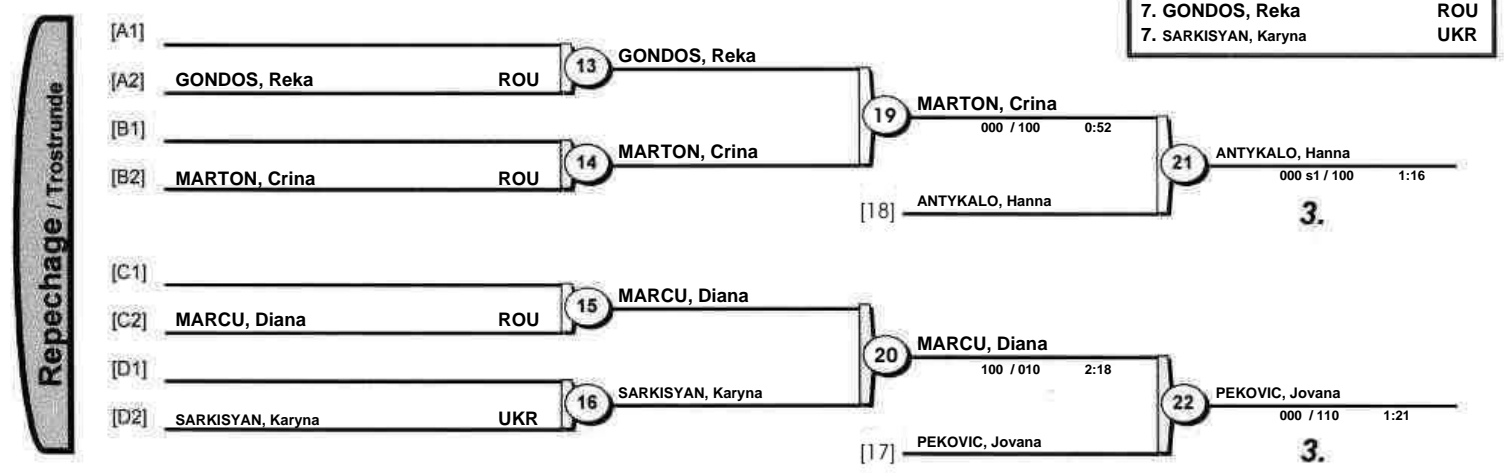 7. GONDOS, Reka ROU
7. SARKISYAN, Karyna UKR
Repechage / Trostrunde
[A1]
[A2] GONDOS, Reka ROU
13 GONDOS, Reka
[B1]
[B2] MARTON, Crina ROU
14 MARTON, Crina
19 MARTON, Crina
000 / 100 0:52
[18] ANTYKALO, Hanna
21 ANTYKALO, Hanna
000 s1 / 100 1:16
3.
[C1]
[C2] MARCU, Diana ROU
15 MARCU, Diana
[D1]
[D2] SARKISYAN, Karyna UKR
16 SARKISYAN, Karyna
20 MARCU, Diana
100 / 010 2:18
[17] PEKOVIC, Jovana
22 PEKOVIC, Jovana
000 / 110 1:21
3.